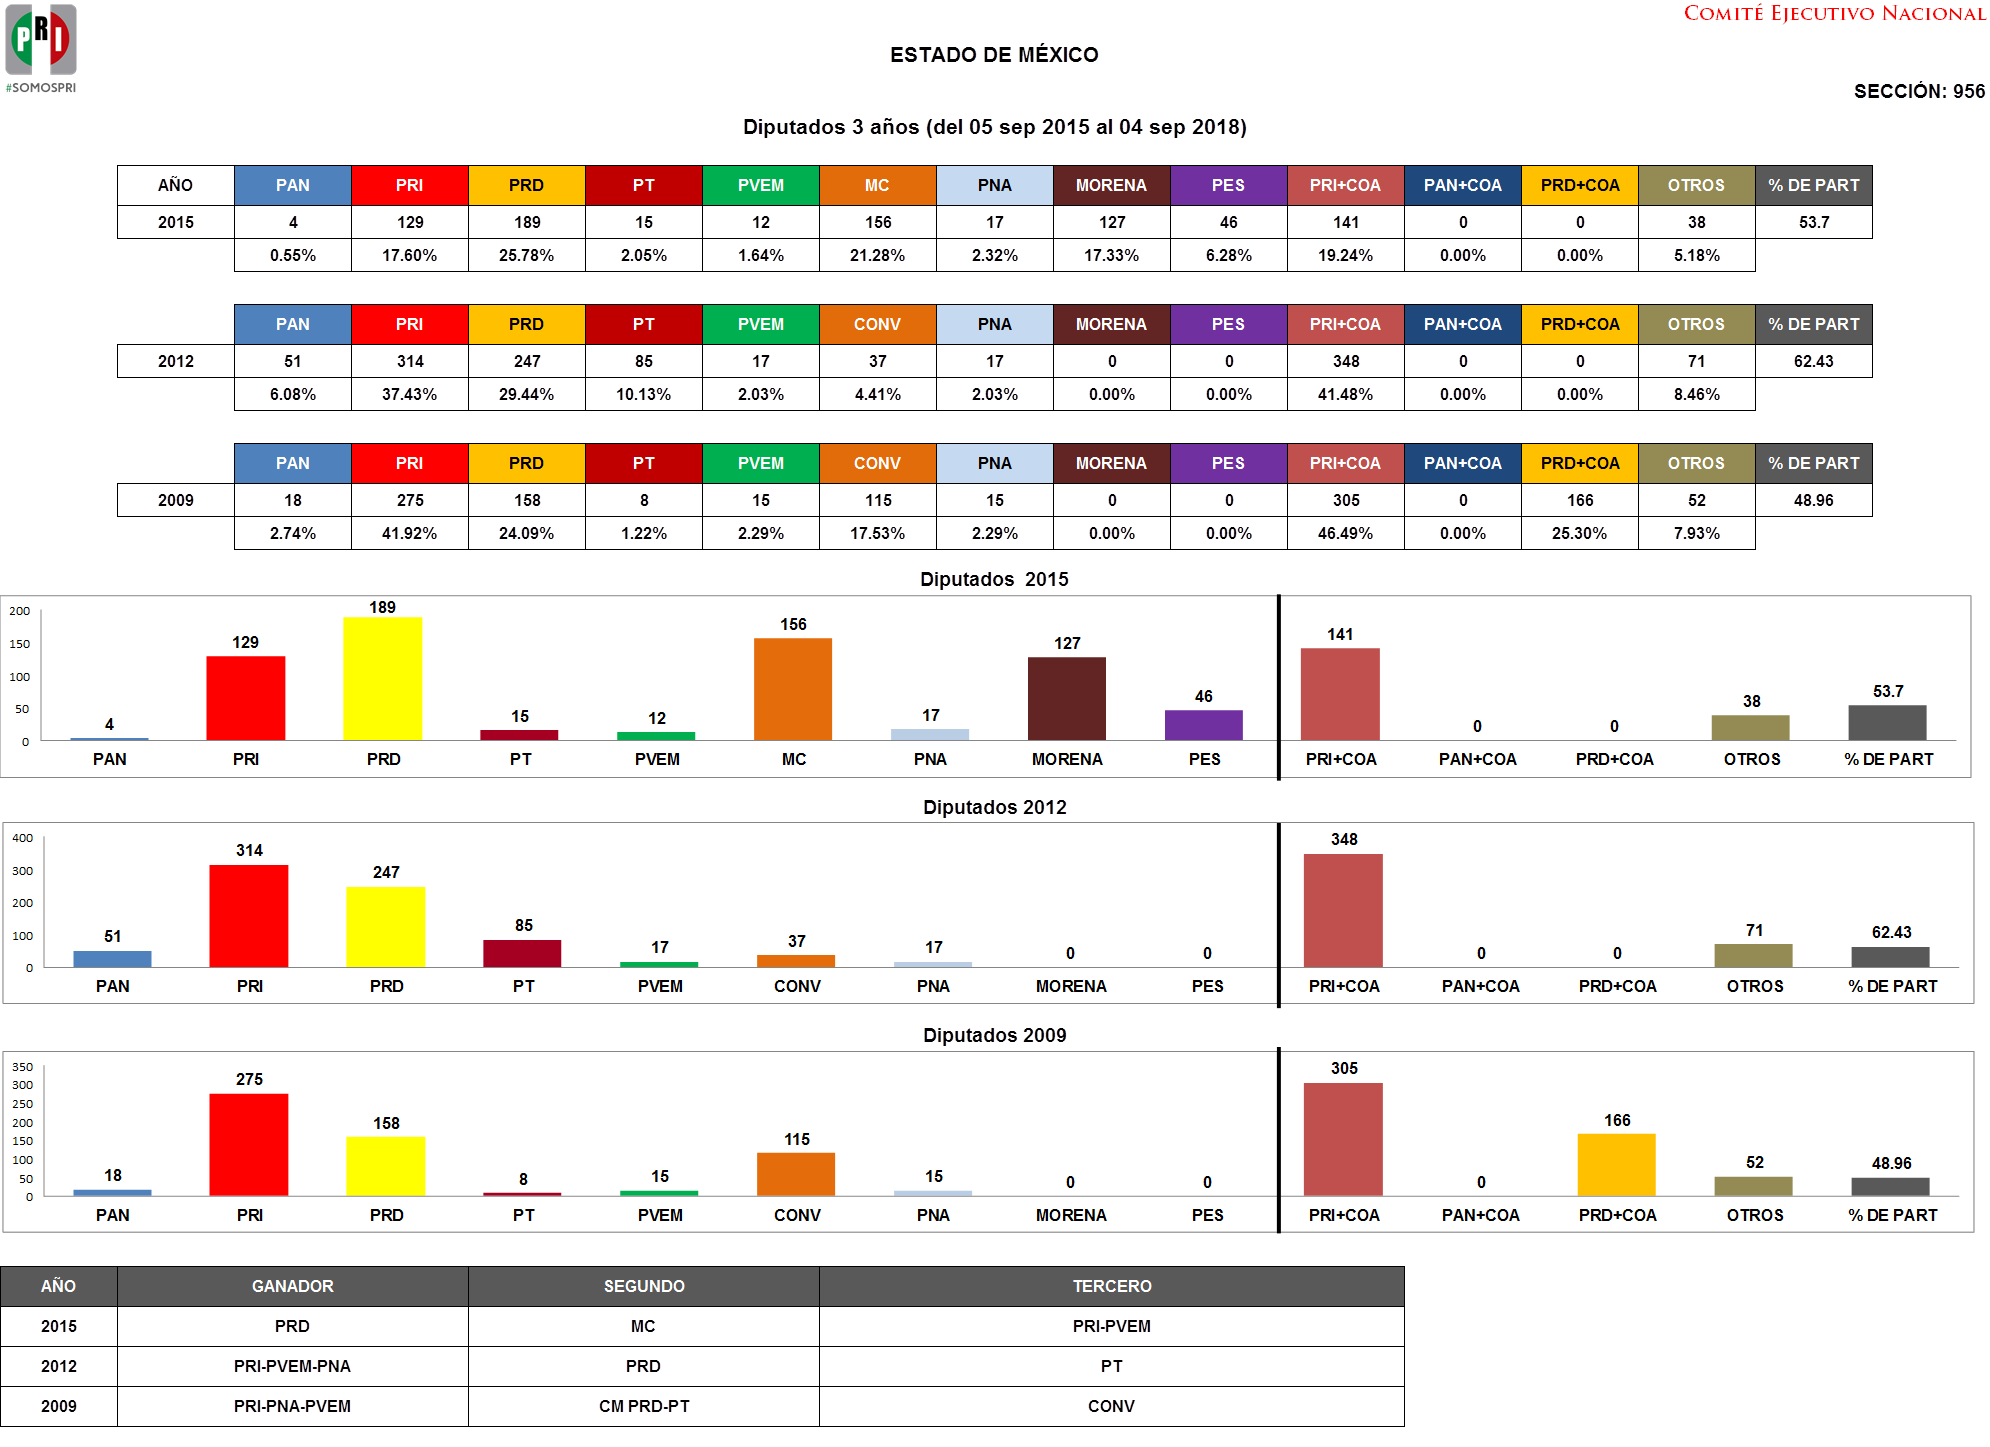 PRI
#SOMOSPRI
COMITÉ EJECUTIVO NACIONAL
ESTADO DE MÉXICO
SECCIÓN: 956
Diputados 3 años (del 05 sep 2015 al 04 sep 2018)
AÑO PAN PRI PRD PT PVEM MC PNA MORENA PES PRI+COA PAN+COA PRD+COA OTROS % DE PART
2015 4 129 189 15 12 156 17 127 46 141 0 0 38 53.7
0.55% 17.60% 25.78% 2.05% 1.64% 21.28% 2.32% 17.33% 6.28% 19.24% 0.00% 0.00% 5.18%
PAN PRI PRD PT PVEM CONV PNA MORENA PES PRI+COA PAN+COA PRD+COA OTROS % DE PART
2012 51 314 247 85 17 37 17 0 0 348 0 0 71 62.43
6.08% 37.43% 29.44% 10.13% 2.03% 4.41% 2.03% 0.00% 0.00% 41.48% 0.00% 0.00% 8.46%
PAN PRI PRD PT PVEM CONV PNA MORENA PES PRI+COA PAN+COA PRD+COA OTROS % DE PART
2009 18 275 158 8 15 115 15 0 0 305 0 166 52 48.96
2.74% 41.92% 24.09% 1.22% 2.29% 17.53% 2.29% 0.00% 0.00% 46.49% 0.00% 25.30% 7.93%
Diputados 2015
200
150
100
50
0
4 129 189 15 12 156 17 127 46 141 0 0 38 53.7
PAN PRI PRD PT PVEM MC PNA MORENA PES PRI+COA PAN+COA PRD+COA OTROS % DE PART
Diputados 2012
400
300
200
100
0
51 314 247 85 17 37 17 0 0 348 0 0 71 62.43
PAN PRI PRD PT PVEM CONV PNA MORENA PES PRI+COA PAN+COA PRD+COA OTROS % DE PART
Diputados 2009
350
300
250
200
150
100
50
0
18 275 158 8 15 115 15 0 0 305 0 166 52 48.96
PAN PRI PRD PT PVEM CONV PNA MORENA PES PRI+COA PAN+COA PRD+COA OTROS % DE PART
AÑO GANADOR SEGUNDO TERCERO
2015 PRD MC PRI-PVEM
2012 PRI-PVEM-PNA PRD PT
2009 PRI-PNA-PVEM CM PRD-PT CONV